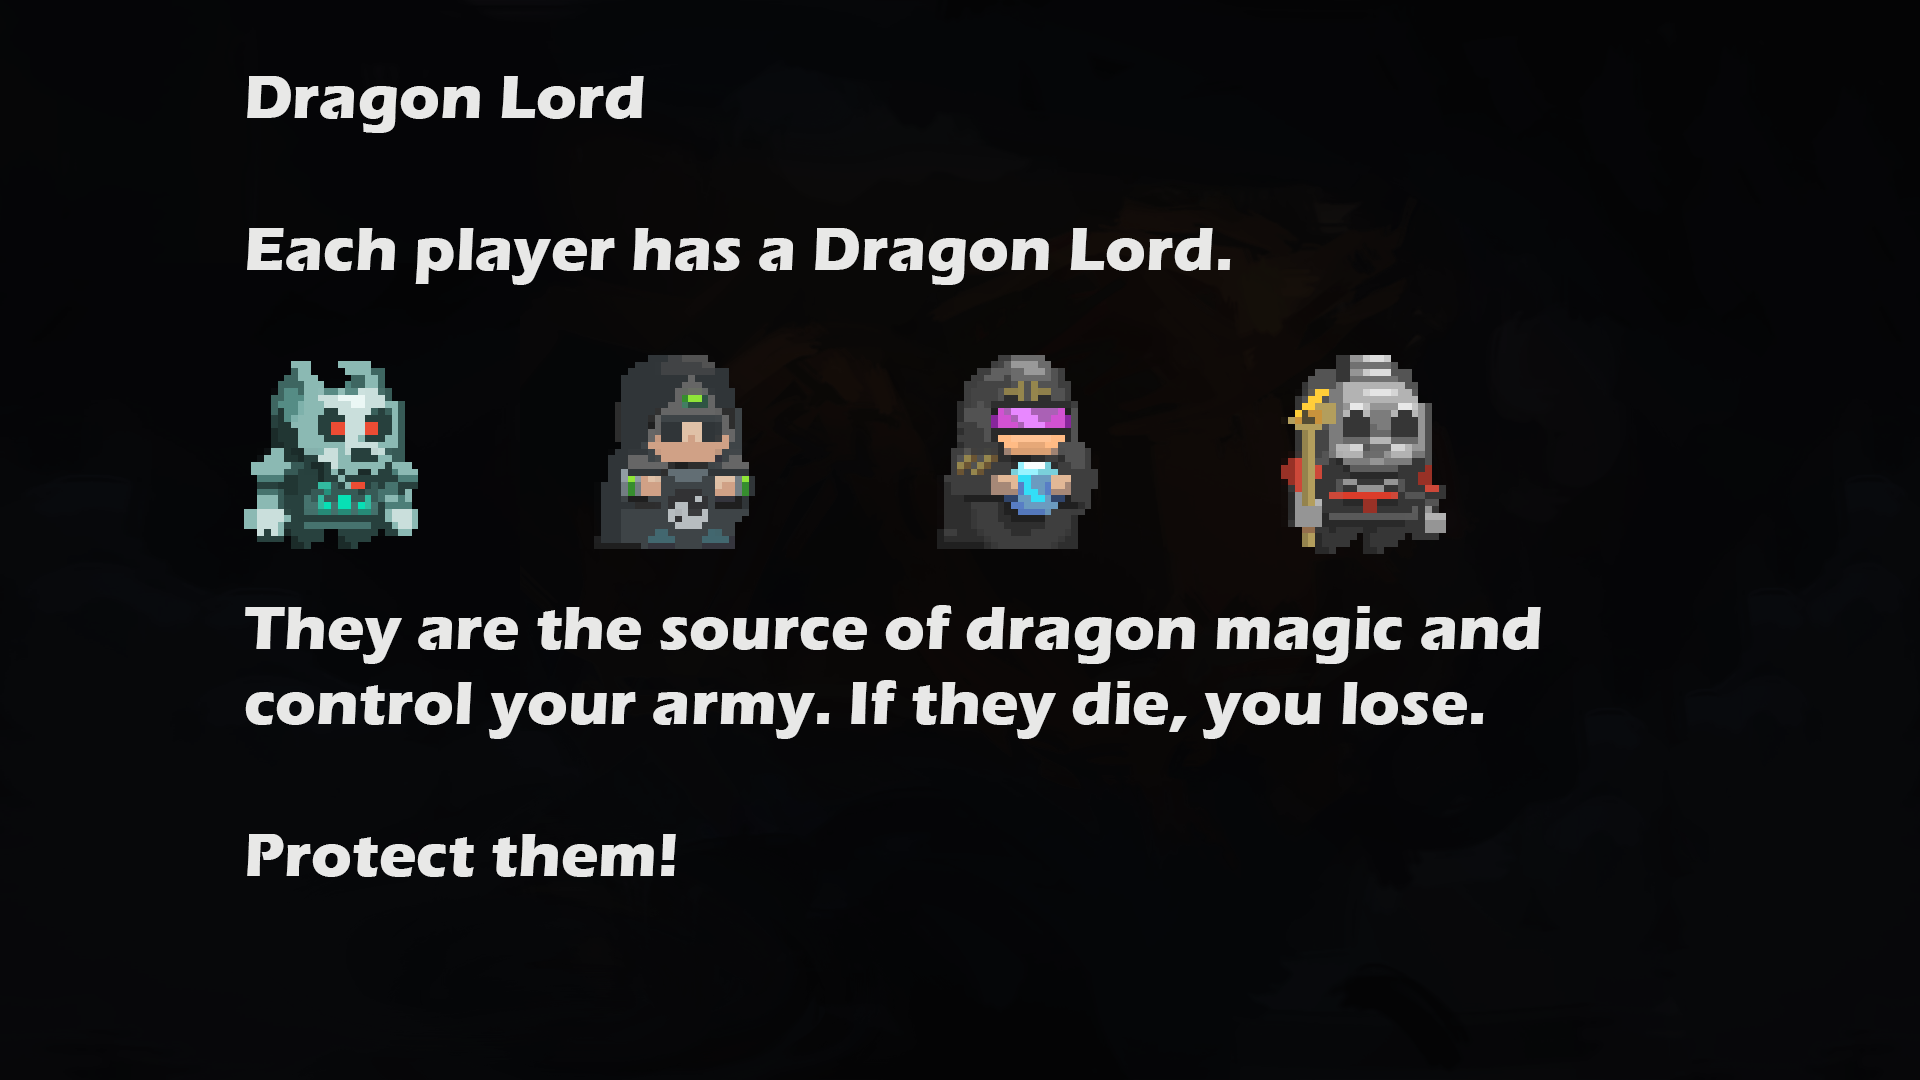 Dragon Lord
Each player has a Dragon Lord.
They are the source of dragon magic and
control your army. If they die, you lose.
Protect them!